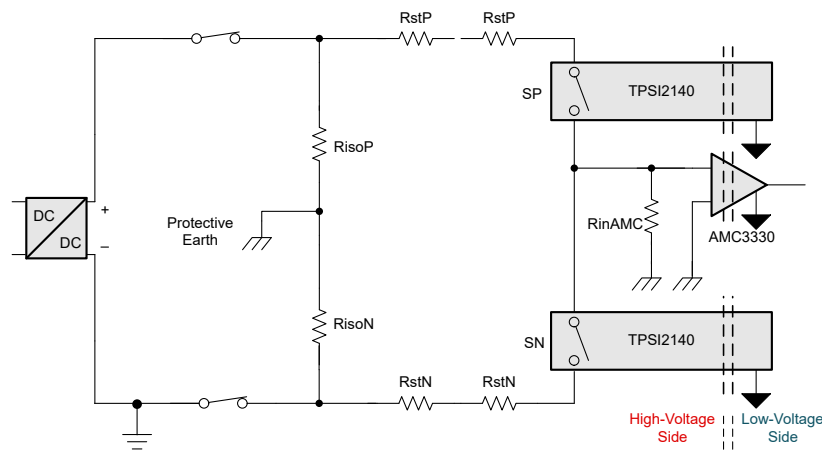 RstP
RstP
SP
TPSI2140
RisoP
DC
DC
+
–
Protective
Earth
RinAMC
AMC3330
RisoN
SN
TPSI2140
RstN
RstN
High-Voltage
Side
Low-Voltage
Side